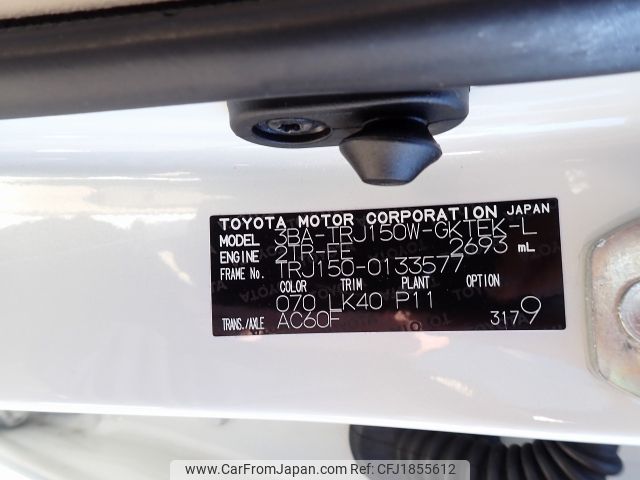 TOYOTA MOTOR CORPORATION JAPAN
MODEL 3BA-TRJ150W-GKTEK-L
ENGINE 2TR-FE 2693 mL
FRAME No. TRJ150-0133577
COLOR TRIM PLANT OPTION
070 LK40 P11
TRANS./AXLE AC60F 3179
www.CarFromJapan.com | Ref ID: CFJ1855612